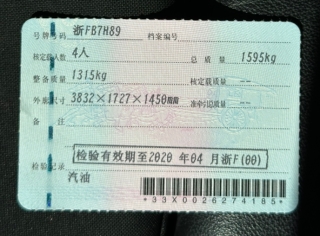 号牌号码 浙FB7H89 档案编号
核定载人数 4人 总质量 1595kg
整备质量 1315kg 核定载质量 --
外廓尺寸 3832×1727×1450mm 准牵引总质量 --
备注
检验有效期至2020 年04 月浙F(00)
检验记录
汽油
*33X0026274185*